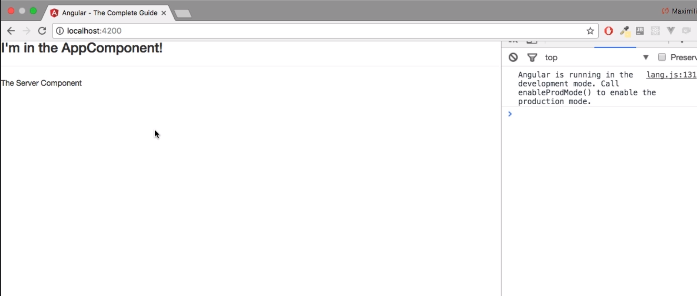 Angular - The Complete Guide
localhost:4200
I'm in the AppComponent!
The Server Component
top
Preserv
Angular is running in the lang.js:131
development mode. Call
enableProdMode() to enable the
production mode.